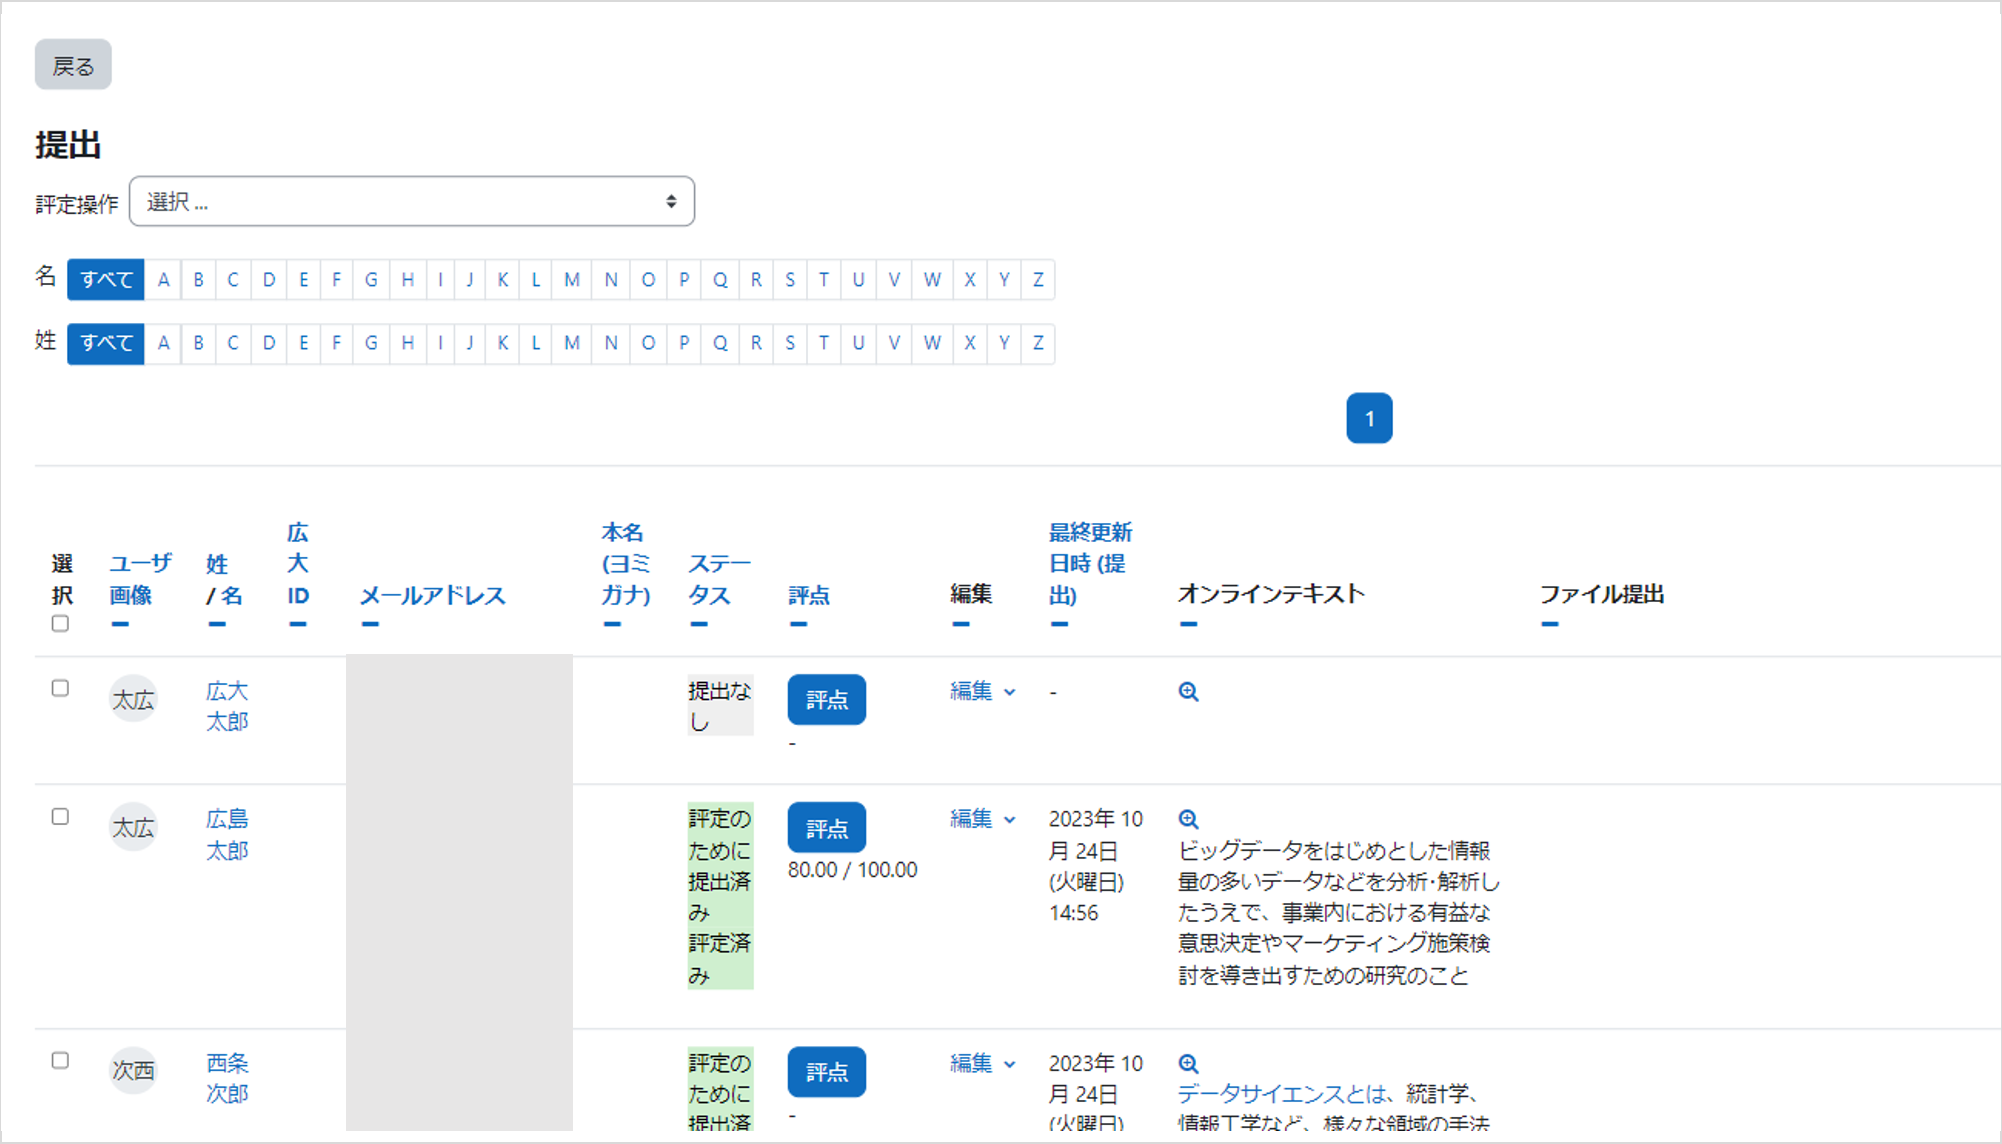 戻る
提出
評定操作 選択 ...
名 すべて A B C D E F G H I J K L M N O P Q R S T U V W X Y Z
姓 すべて A B C D E F G H I J K L M N O P Q R S T U V W X Y Z
1
選択
ユーザ画像
姓 / 名
広大ID
メールアドレス
本名 (ヨミガナ)
ステータス
評点
編集
最終更新日時 (提出)
オンラインテキスト
ファイル提出
太広
広大
太郎
提出な
し
評点
-
編集
-
太広
広島
太郎
評定の
ために
提出済
み
評定済
み
評点
80.00 / 100.00
編集
2023年 10
月 24日
(火曜日)
14:56
ビッグデータをはじめとした情報
量の多いデータなどを分析･解析し
たうえで、事業内における有益な
意思決定やマーケティング施策検
討を導き出すための研究のこと
次西
西条
次郎
評定の
ために
提出済
評点
-
編集
2023年 10
月 24日
(火曜日)
データサイエンスとは、統計学、
情報工学など、様々な領域の手法